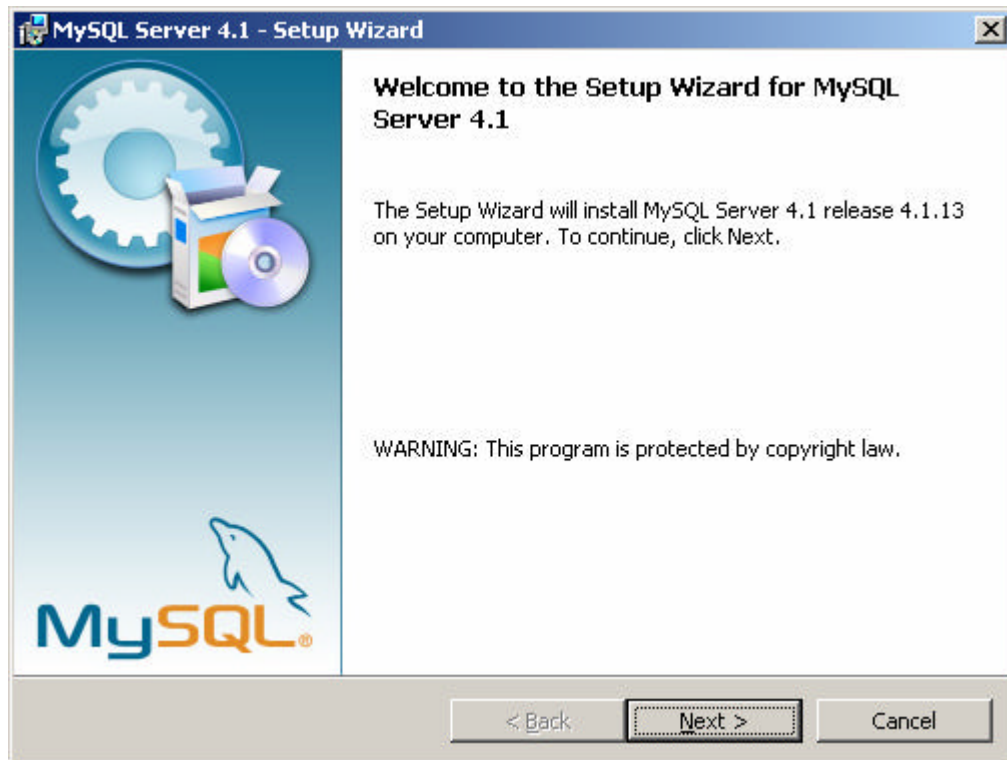 MySQL Server 4.1 - Setup Wizard
Welcome to the Setup Wizard for MySQL
Server 4.1
The Setup Wizard will install MySQL Server 4.1 release 4.1.13
on your computer. To continue, click Next.
WARNING: This program is protected by copyright law.
MySQL®
< Back
Next >
Cancel